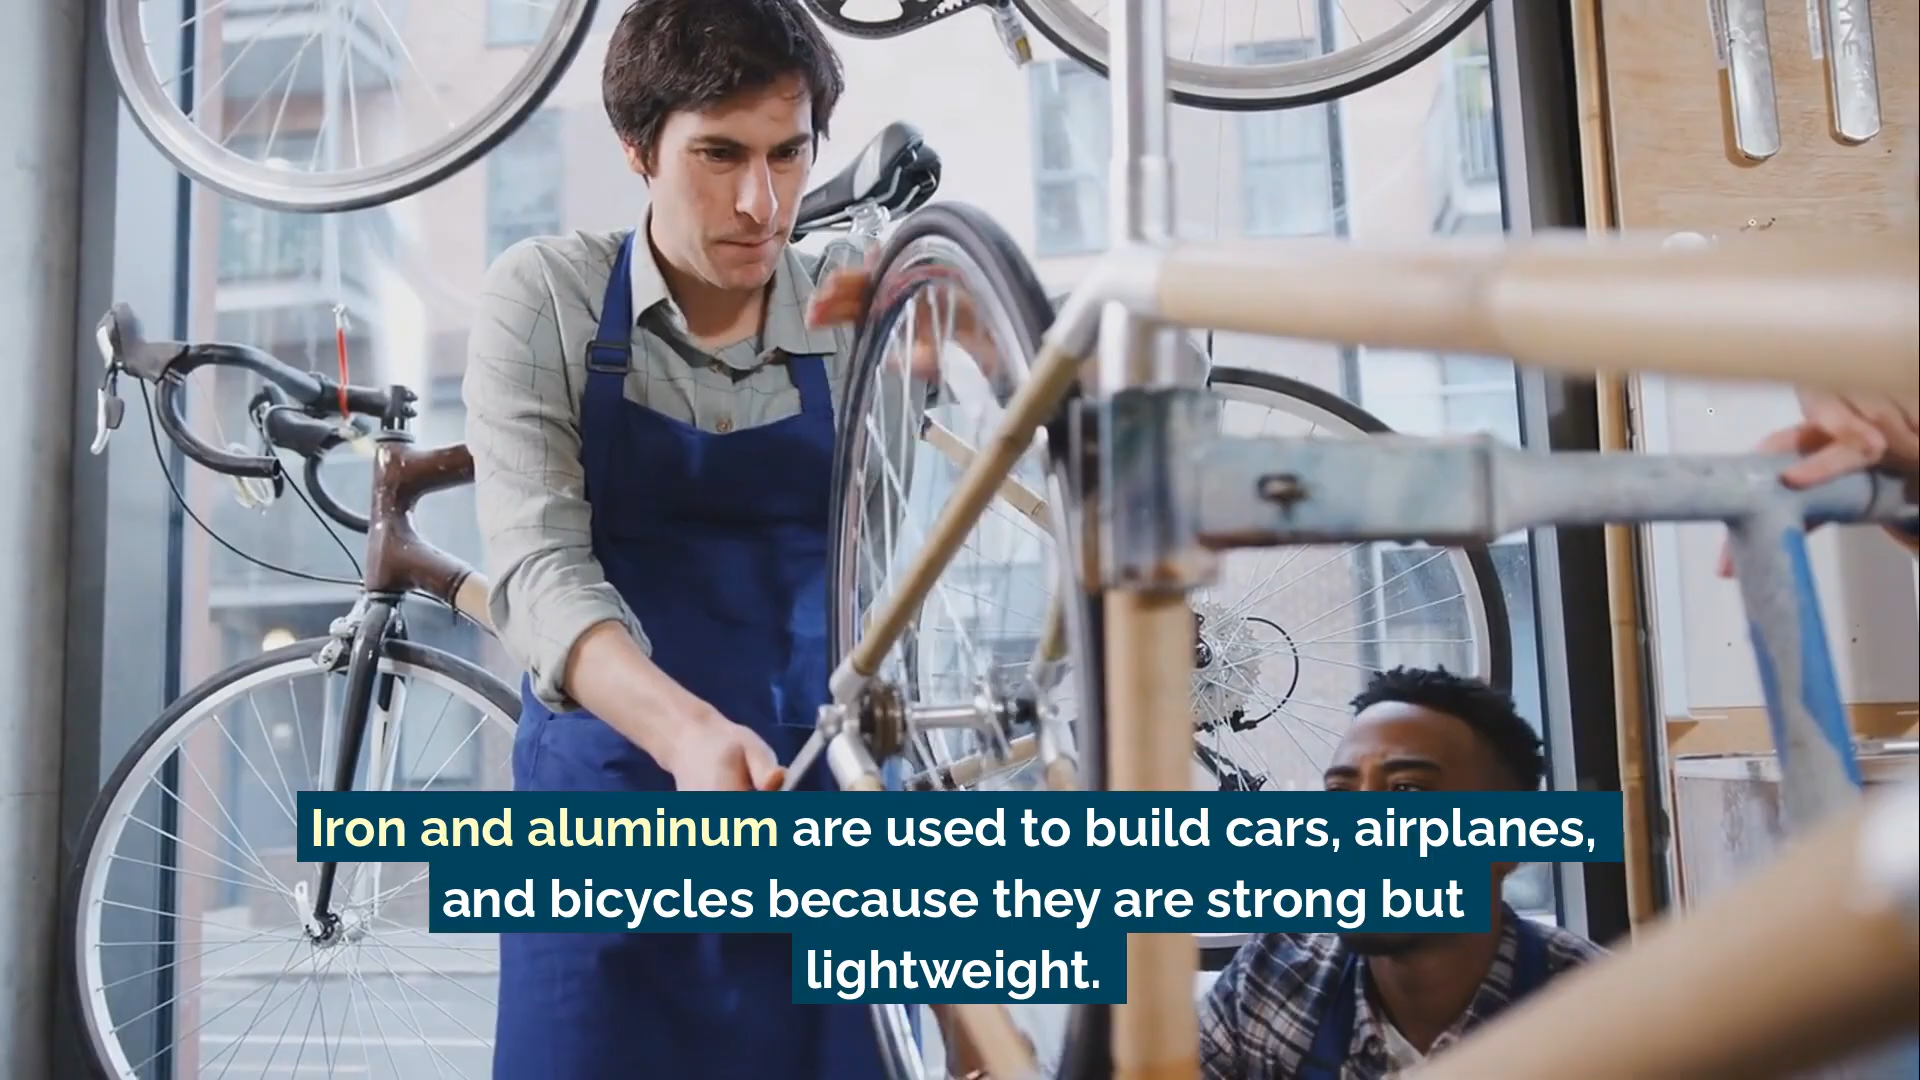 Iron and aluminum are used to build cars, airplanes,
and bicycles because they are strong but
lightweight.